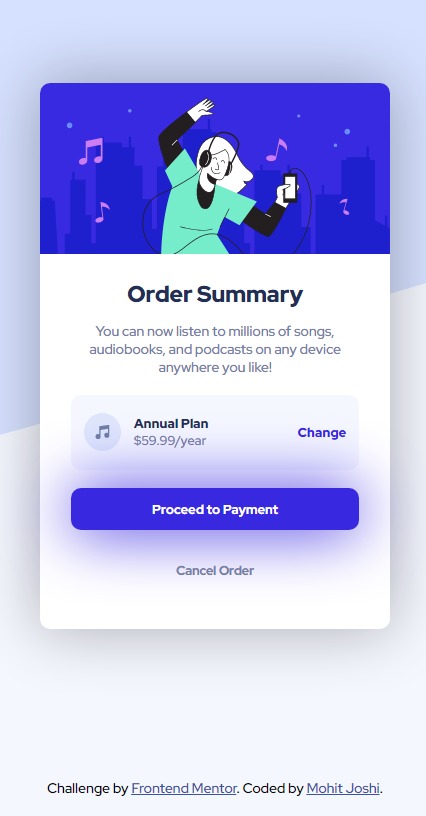 Order Summary
You can now listen to millions of songs,
audiobooks, and podcasts on any device
anywhere you like!
Annual Plan
$59.99/year
Change
Proceed to Payment
Cancel Order
Challenge by Frontend Mentor. Coded by Mohit Joshi.